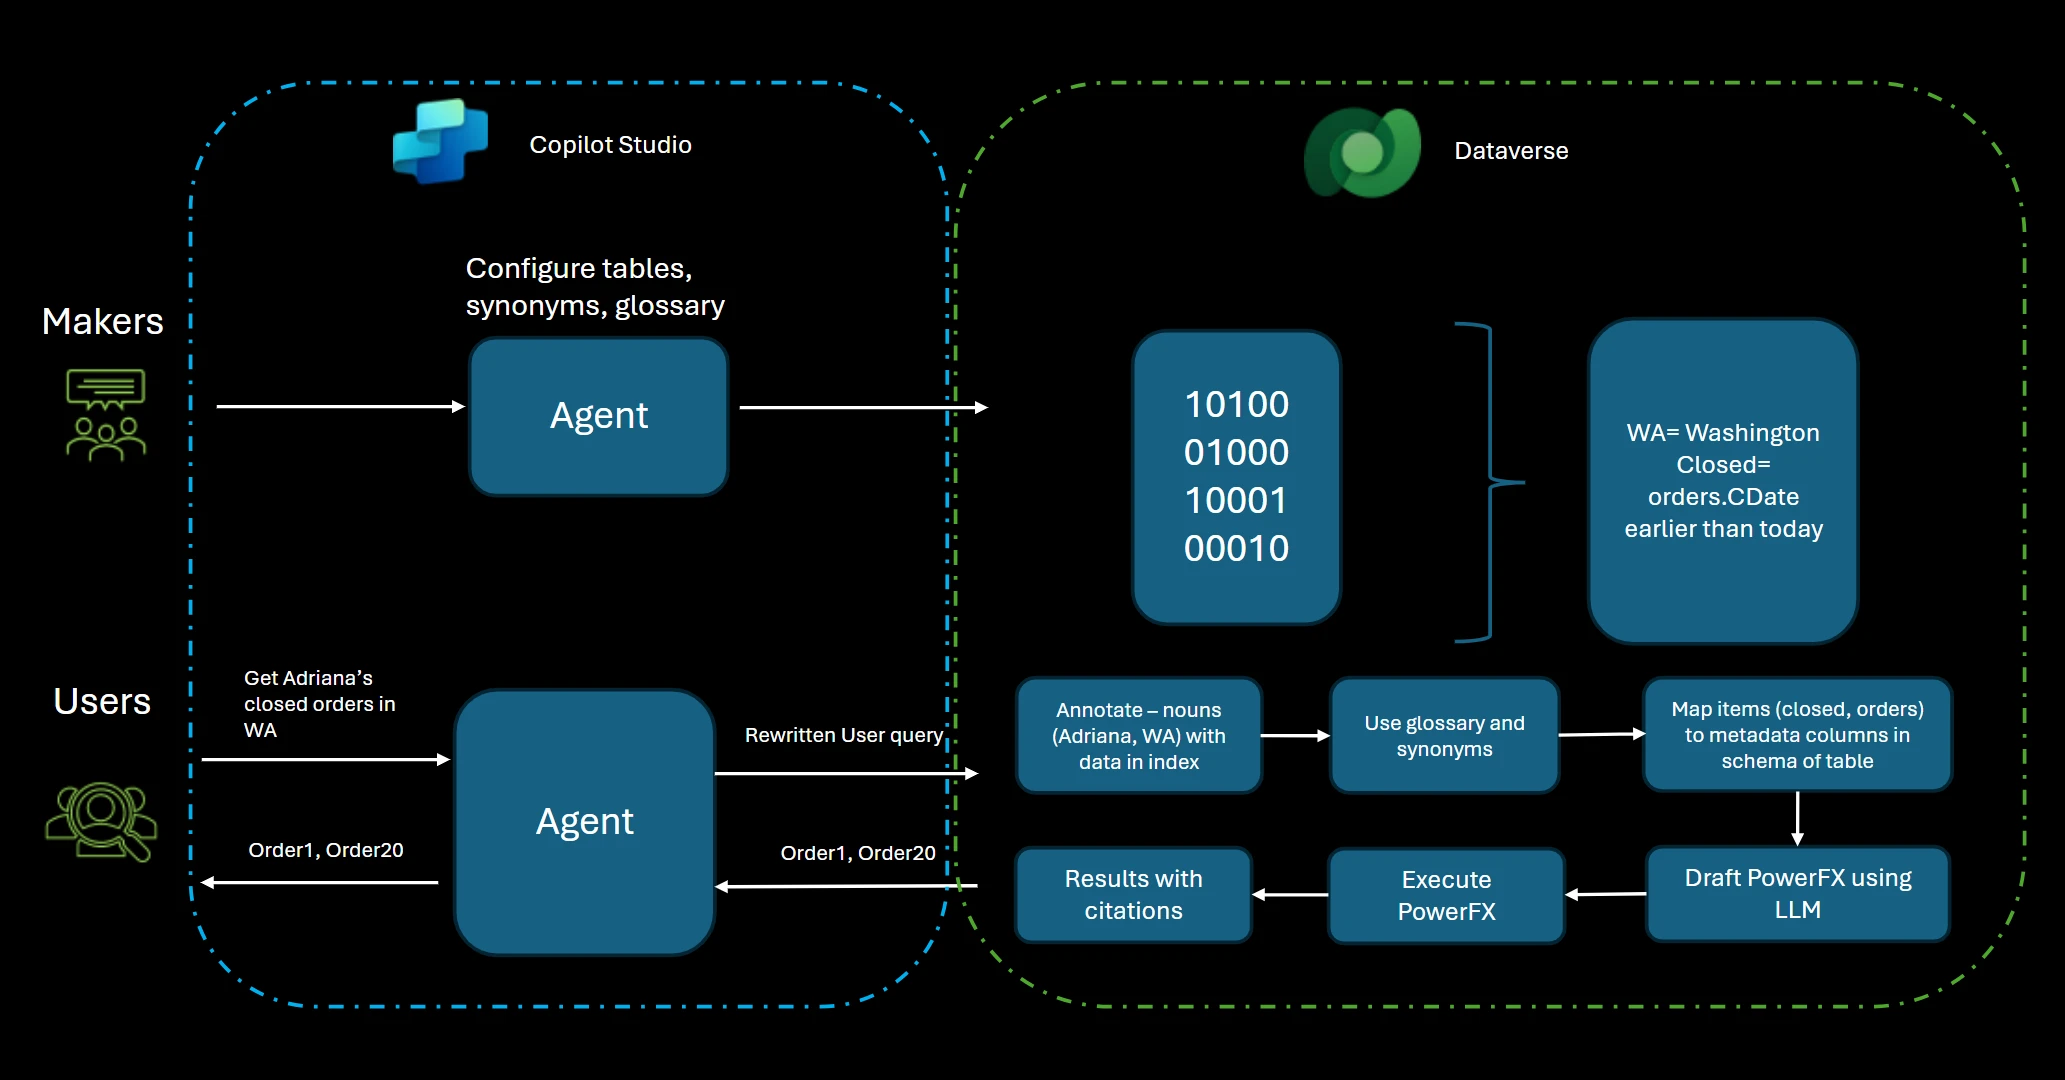 Copilot Studio
Dataverse
Configure tables,
synonyms, glossary
Makers
Agent
10100
01000
10001
00010
WA= Washington
Closed=
orders.CDate
earlier than today
Users
Get Adriana’s
closed orders in
WA
Agent
Rewritten User query
Order1, Order20
Order1, Order20
Annotate – nouns
(Adriana, WA) with
data in index
Use glossary and
synonyms
Map items (closed, orders)
to metadata columns in
schema of table
Draft PowerFX using
LLM
Execute
PowerFX
Results with
citations